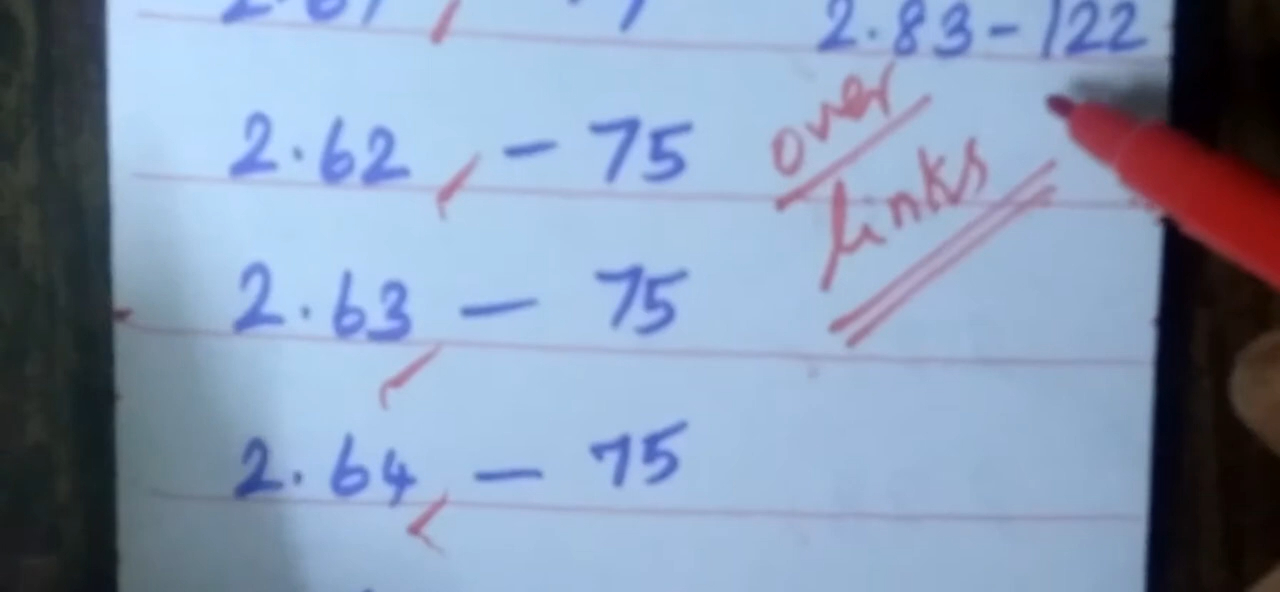 2.83-122
2.62 - 75
over
links
2.63 - 75
2.64 - 75